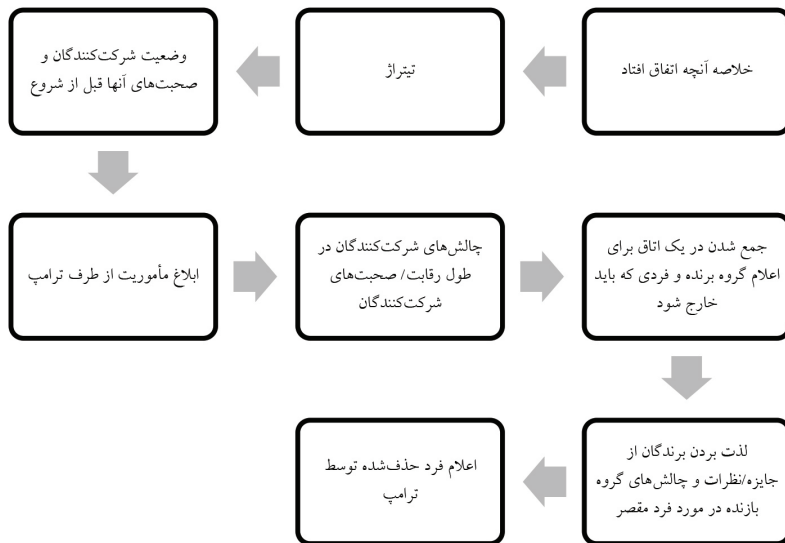 خلاصه آنچه اتفاق افتاد
تیتراژ
وضعیت شرکت‌کنندگان و
صحبت‌های آنها قبل از شروع
ابلاغ مأموریت از طرف ترامپ
چالش‌های شرکت‌کنندگان در
طول رقابت/ صحبت‌های
شرکت‌کنندگان
جمع شدن در یک اتاق برای
اعلام گروه برنده و فردی که باید
خارج شود
لذت بردن برندگان از
جایزه/نظرات و چالش‌های گروه
بازنده در مورد فرد مقصر
اعلام فرد حذف‌شده توسط
ترامپ